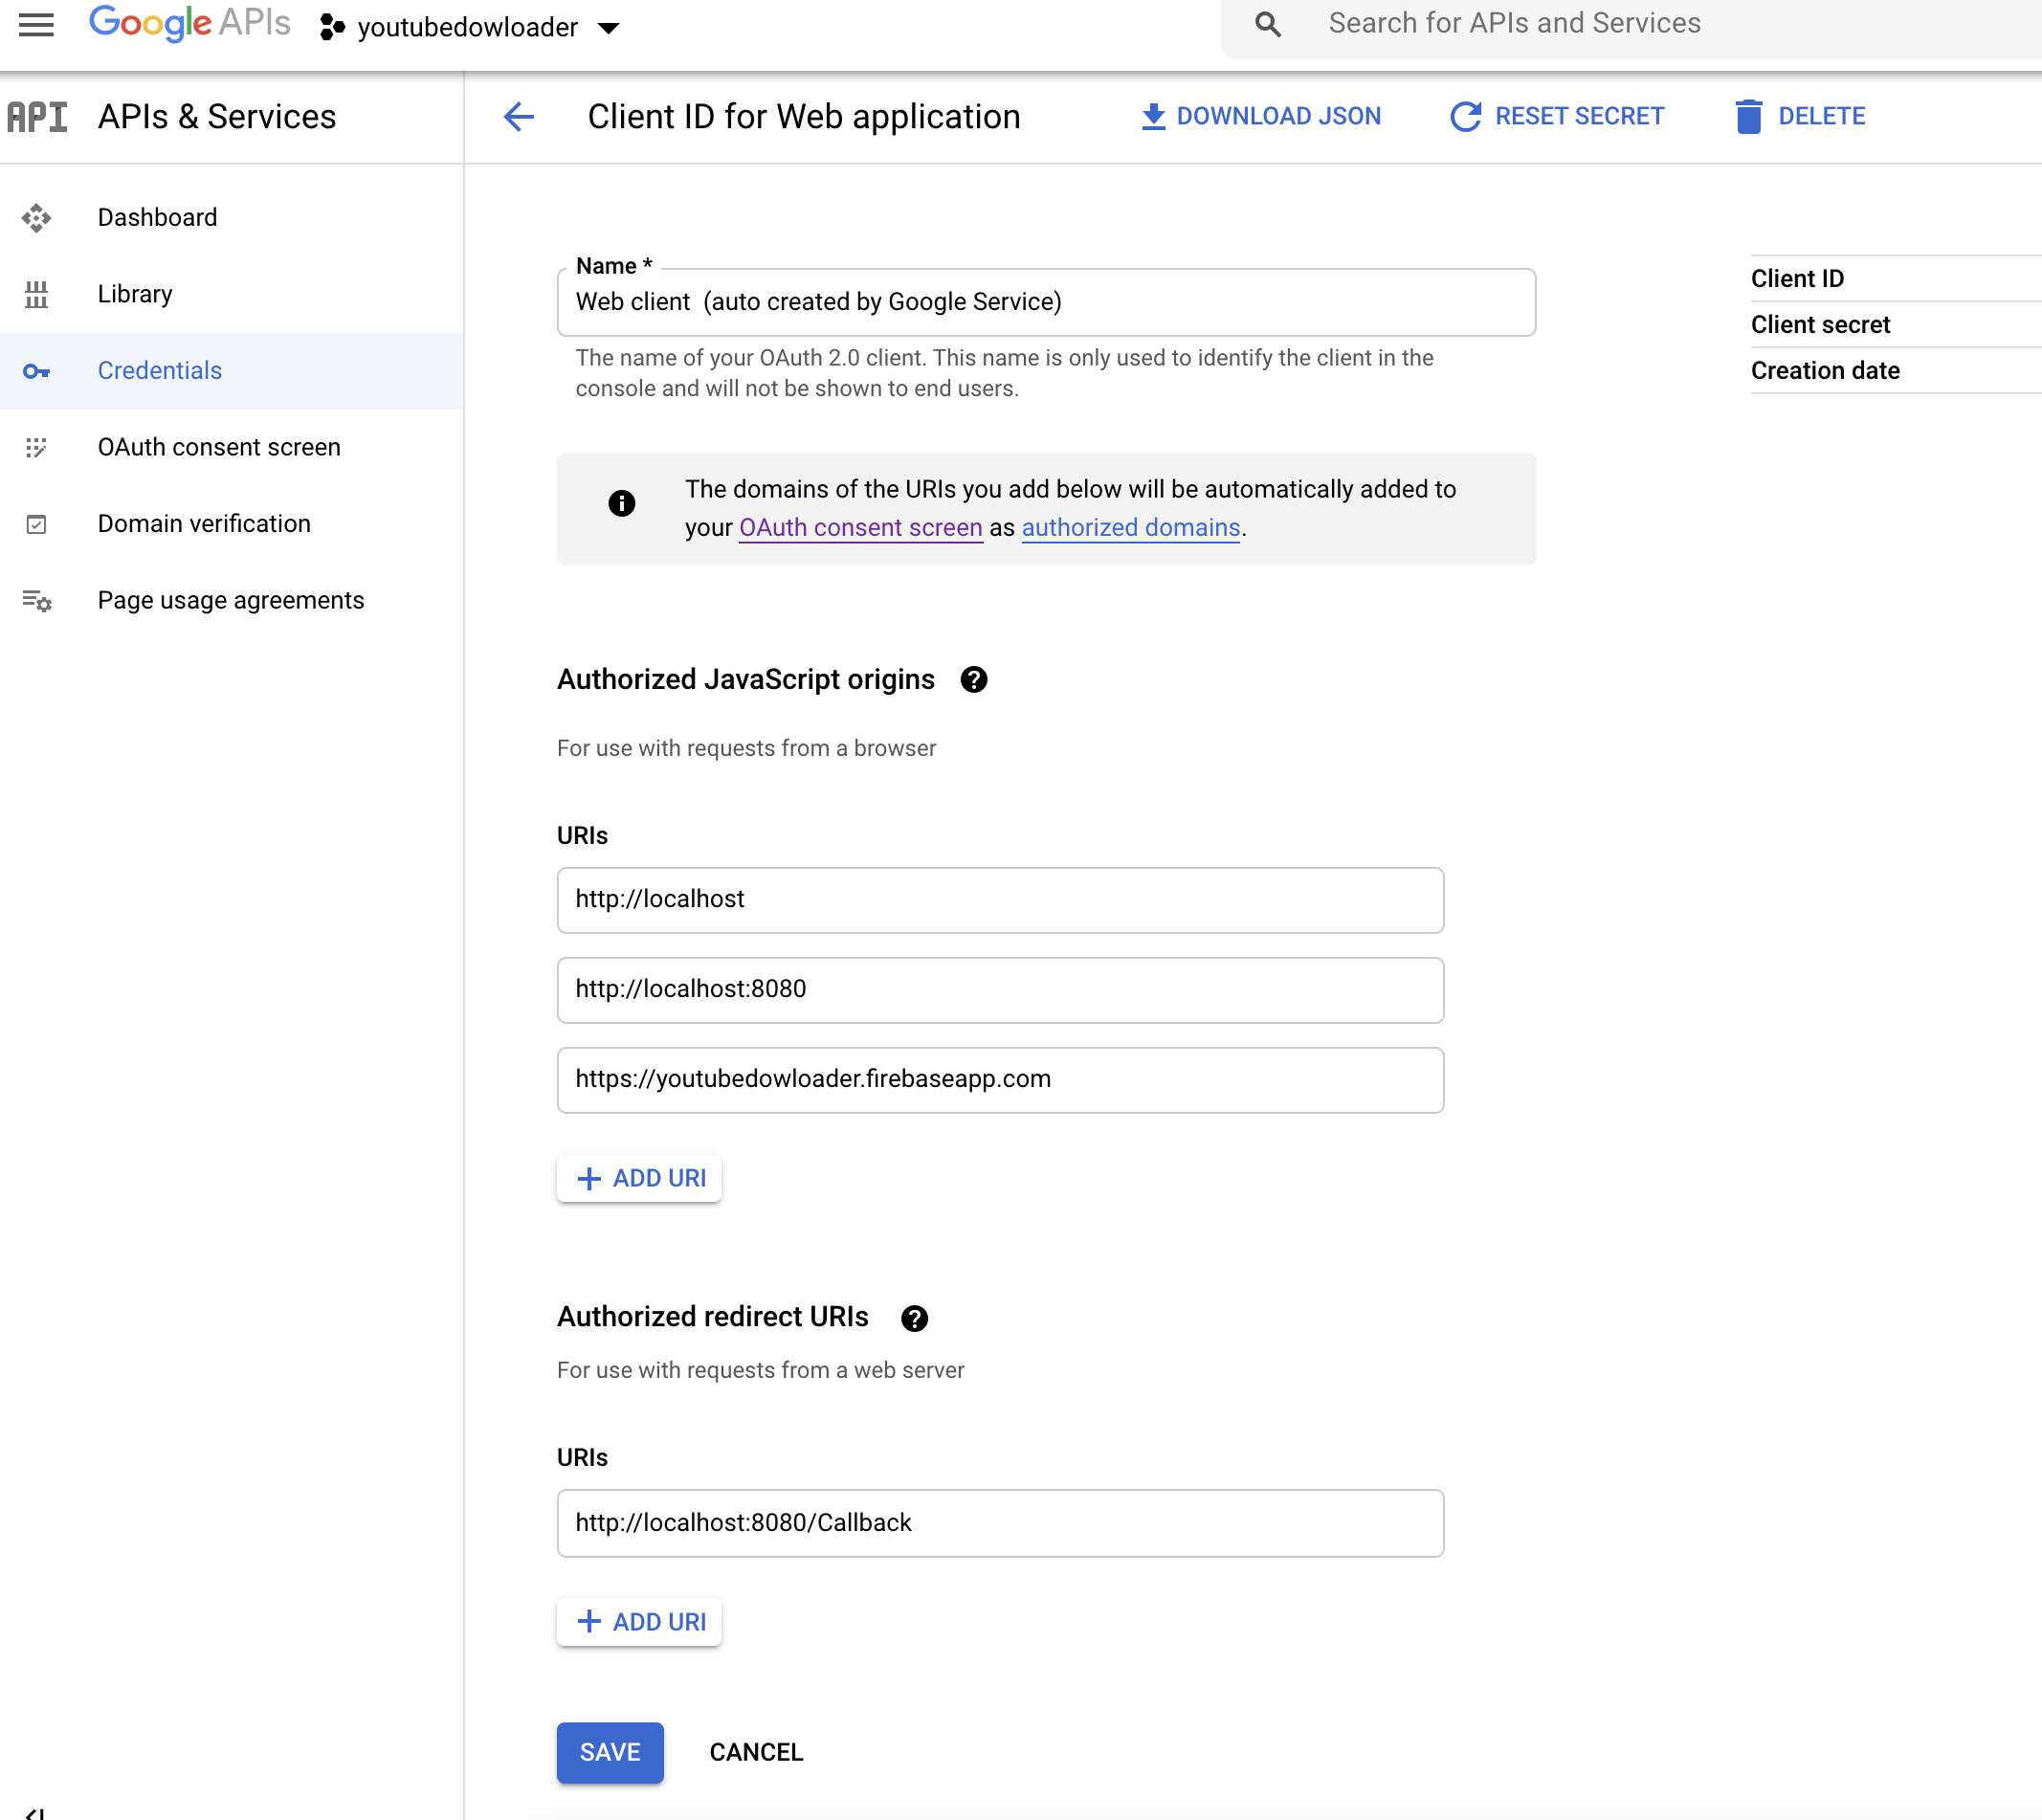 Google APIs
youtubedowloader
Search for APIs and Services
API
APIs & Services
Client ID for Web application
DOWNLOAD JSON
RESET SECRET
DELETE
Dashboard
Library
Credentials
OAuth consent screen
Domain verification
Page usage agreements
Name *
Web client  (auto created by Google Service)
The name of your OAuth 2.0 client. This name is only used to identify the client in the
console and will not be shown to end users.
Client ID
Client secret
Creation date
The domains of the URIs you add below will be automatically added to
your OAuth consent screen as authorized domains.
Authorized JavaScript origins
For use with requests from a browser
URIs
http://localhost
http://localhost:8080
https://youtubedowloader.firebaseapp.com
ADD URI
Authorized redirect URIs
For use with requests from a web server
URIs
http://localhost:8080/Callback
ADD URI
SAVE
CANCEL